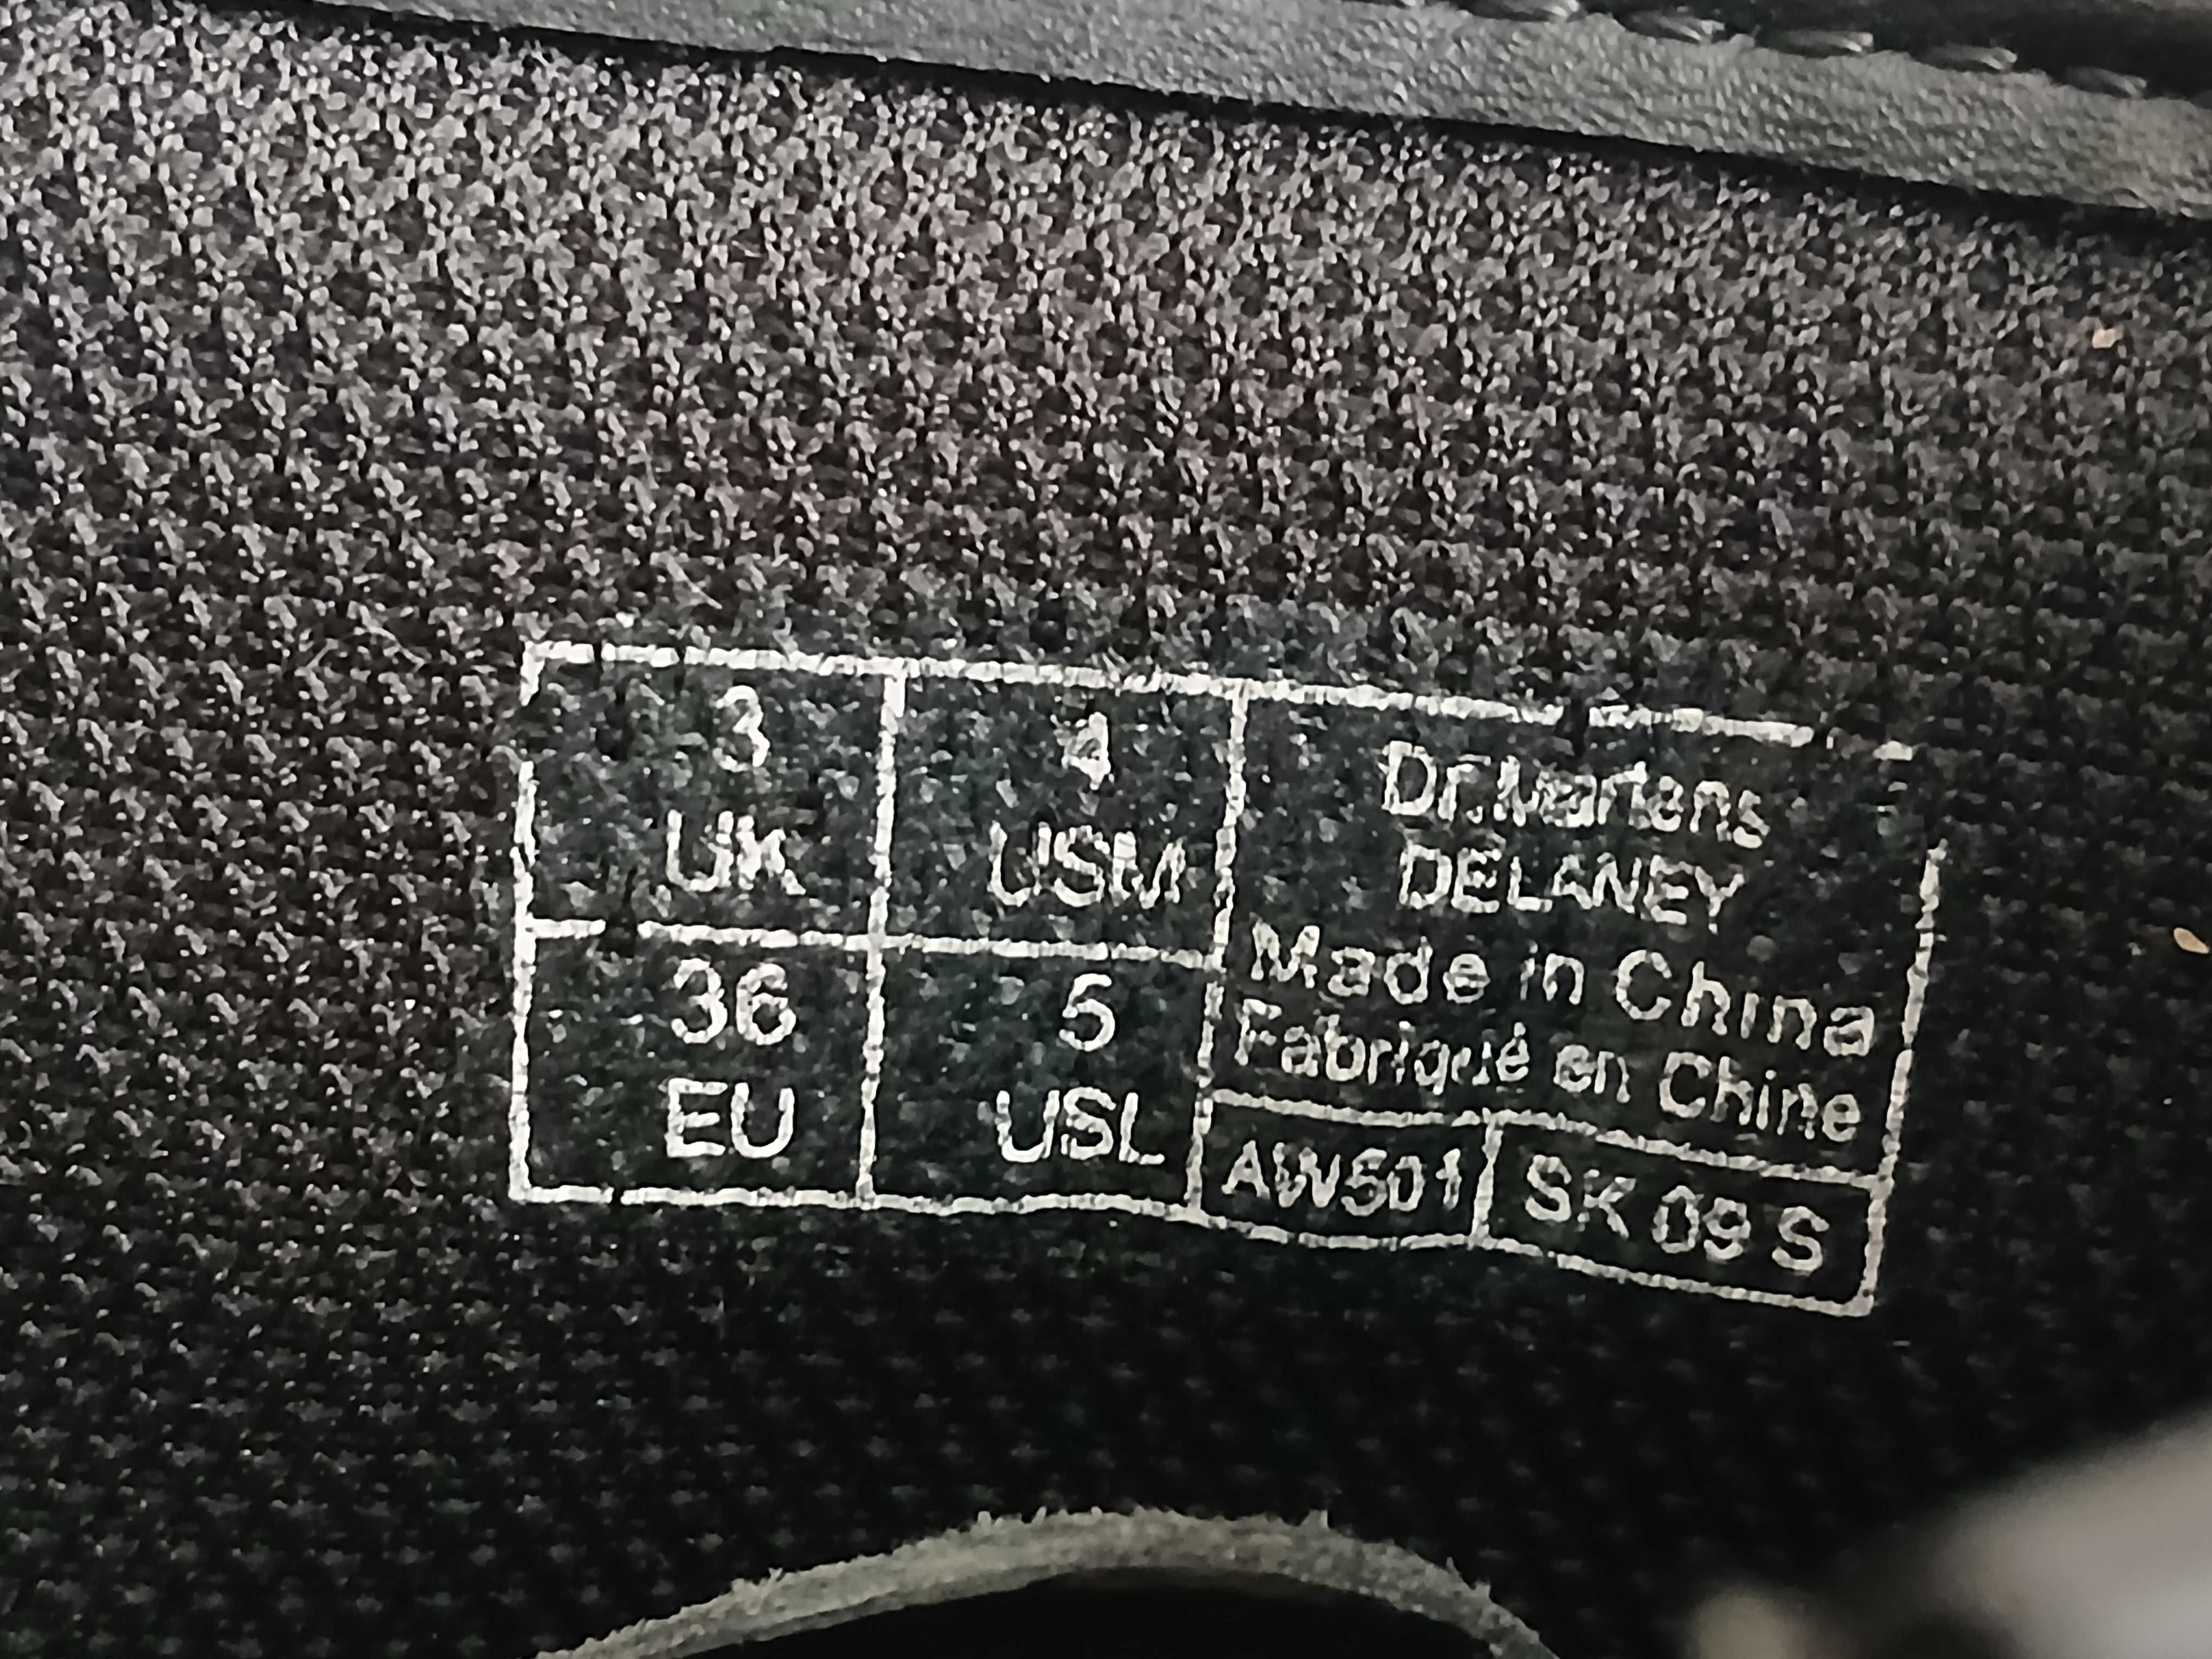 3
UK
4
USM
36
EU
5
USL
Dr.Martens
DELANEY
Made in China
Fabriqué en Chine
AW501
SK 09 S